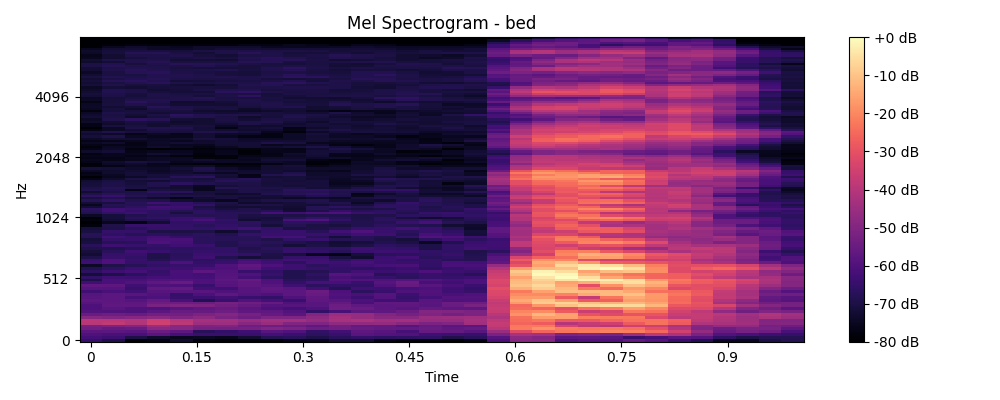 Mel Spectrogram - bed
+0 dB
-10 dB
-20 dB
-30 dB
-40 dB
-50 dB
-60 dB
-70 dB
-80 dB
Hz
4096
2048
1024
512
0
0 0.15 0.3 0.45 0.6 0.75 0.9
Time